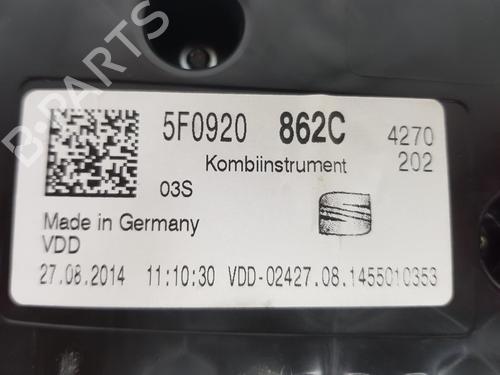 5F0920 862C 4270
Kombiinstrument 202
03S
Made in Germany
VDD
27.08.2014 11:10:30 VDD-02427.08.1455010353
B-PARTS